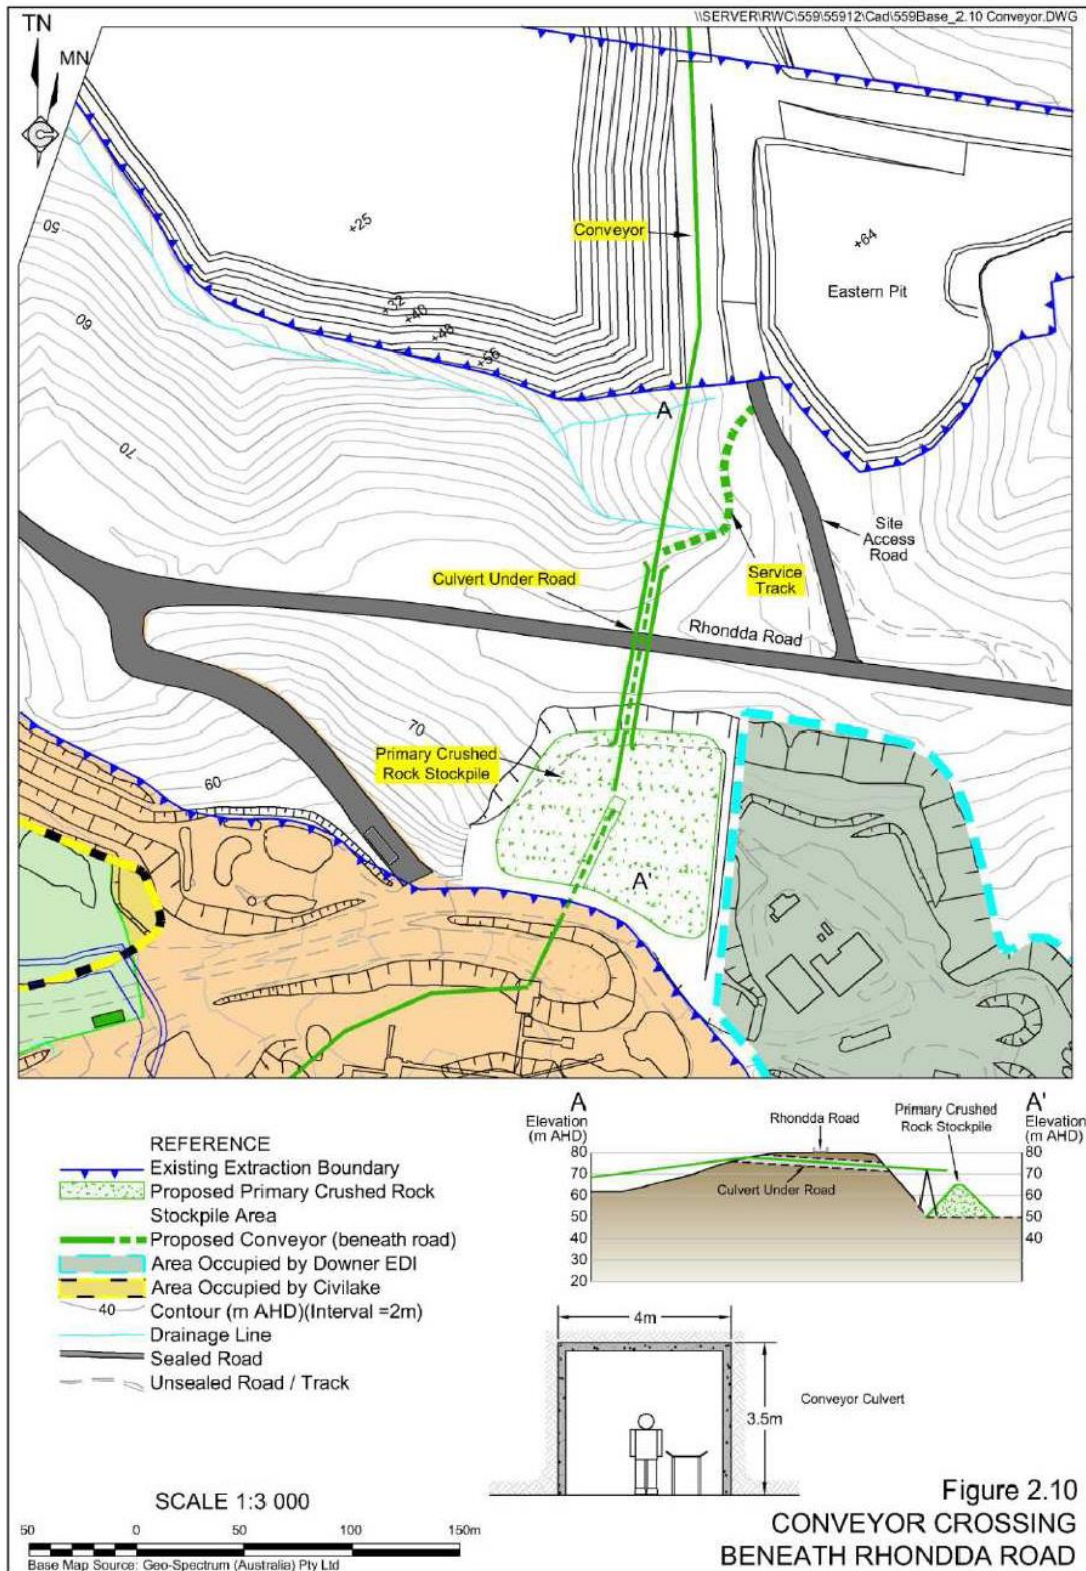 \\SERVER\RWC\559\55912\Cad\559Base_2.10 Conveyor.DWG
TN
MN
+25
Conveyor
+64
Eastern Pit
50
+32
+40
+48
+56
60
A
70
Site
Access
Road
Culvert Under Road
Service
Track
Rhondda Road
70
Primary Crushed
Rock Stockpile
60
A'
A
Elevation
(m AHD)
Rhondda Road
Primary Crushed
Rock Stockpile
A'
Elevation
(m AHD)
80
70
60
50
40
30
20
Culvert Under Road
80
70
60
50
40
REFERENCE
Existing Extraction Boundary
Proposed Primary Crushed Rock
Stockpile Area
Proposed Conveyor (beneath road)
Area Occupied by Downer EDI
Area Occupied by Civilake
40
Contour (m AHD)(Interval =2m)
Drainage Line
Sealed Road
Unsealed Road / Track
4m
Conveyor Culvert
3.5m
SCALE 1:3 000
50 0 50 100 150m
Base Map Source: Geo-Spectrum (Australia) Pty Ltd
Figure 2.10
CONVEYOR CROSSING
BENEATH RHONDDA ROAD